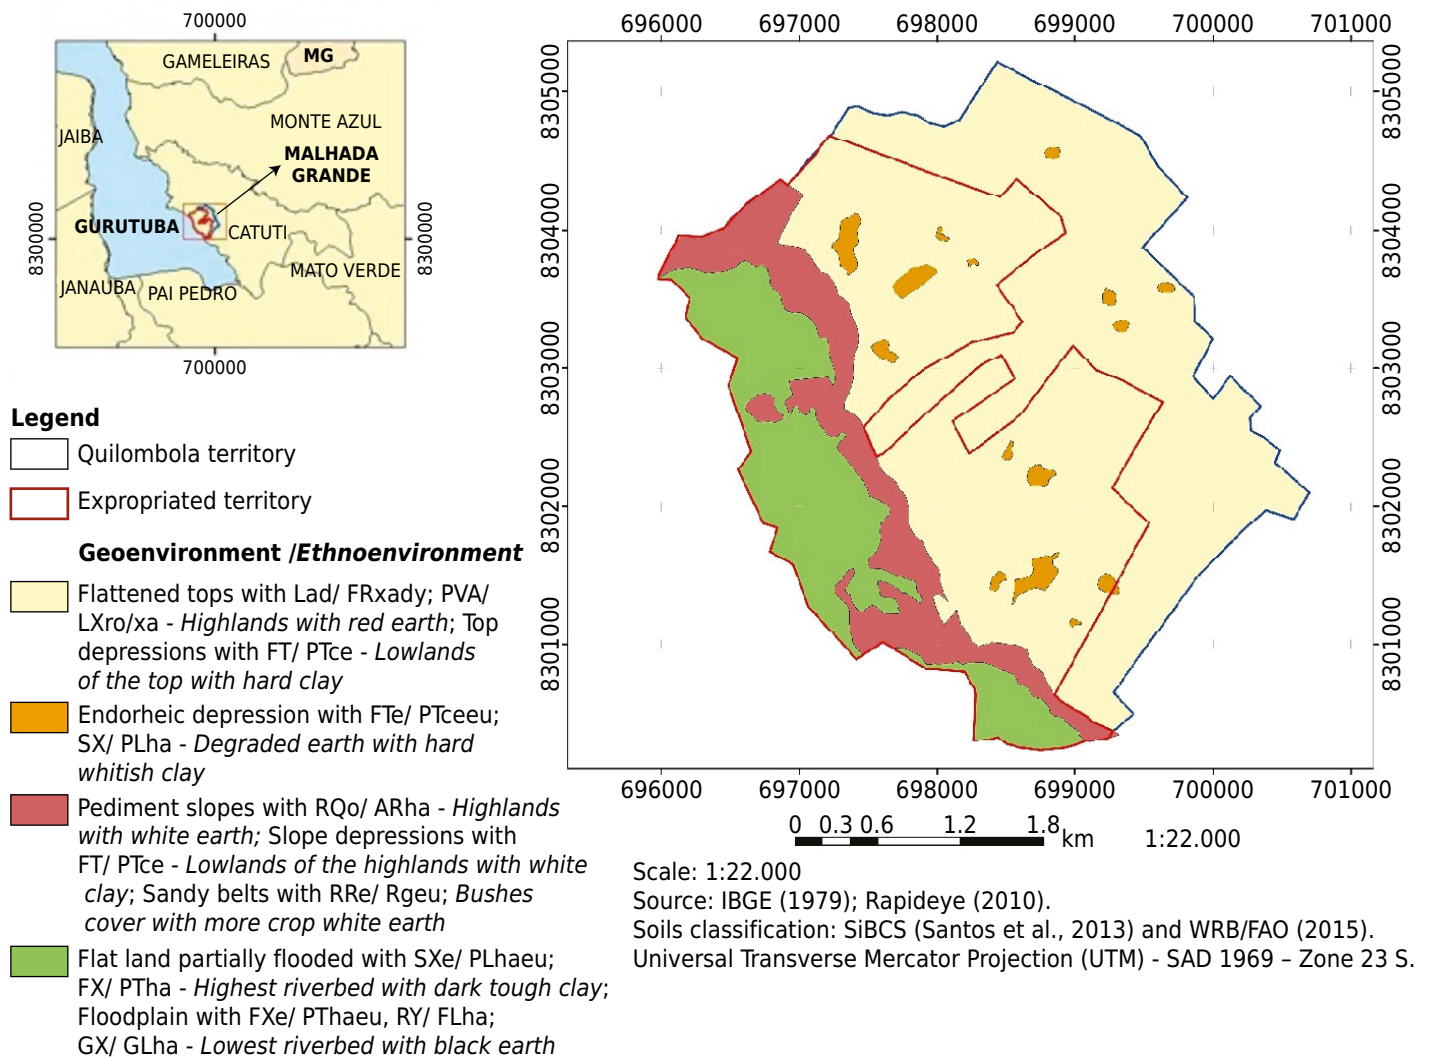 700000
GAMELEIRAS
MG
JAIBA
MONTE AZUL
MALHADA
GRANDE
GURUTUBA
CATUTI
MATO VERDE
JANAUBA
PAI PEDRO
8300000
8300000
700000
696000 697000 698000 699000 700000 701000
8305000
8304000
8303000
8302000
8301000
8305000
8304000
8303000
8302000
8301000
696000 697000 698000 699000 700000 701000
0 0.3 0.6 1.2 1.8 km 1:22.000
Scale: 1:22.000
Source: IBGE (1979); Rapideye (2010).
Soils classification: SiBCS (Santos et al., 2013) and WRB/FAO (2015).
Universal Transverse Mercator Projection (UTM) - SAD 1969 – Zone 23 S.
Legend
Quilombola territory
Expropriated territory
Geoenvironment /Ethnoenvironment
Flattened tops with Lad/ FRxady; PVA/
LXro/xa - Highlands with red earth; Top
depressions with FT/ PTce - Lowlands
of the top with hard clay
Endorheic depression with FTe/ PTceeu;
SX/ PLha - Degraded earth with hard
whitish clay
Pediment slopes with RQo/ ARha - Highlands
with white earth; Slope depressions with
FT/ PTce - Lowlands of the highlands with white
clay; Sandy belts with RRe/ Rgeu; Bushes
cover with more crop white earth
Flat land partially flooded with SXe/ PLhaeu;
FX/ PTha - Highest riverbed with dark tough clay;
Floodplain with FXe/ PThaeu, RY/ FLha;
GX/ GLha - Lowest riverbed with black earth